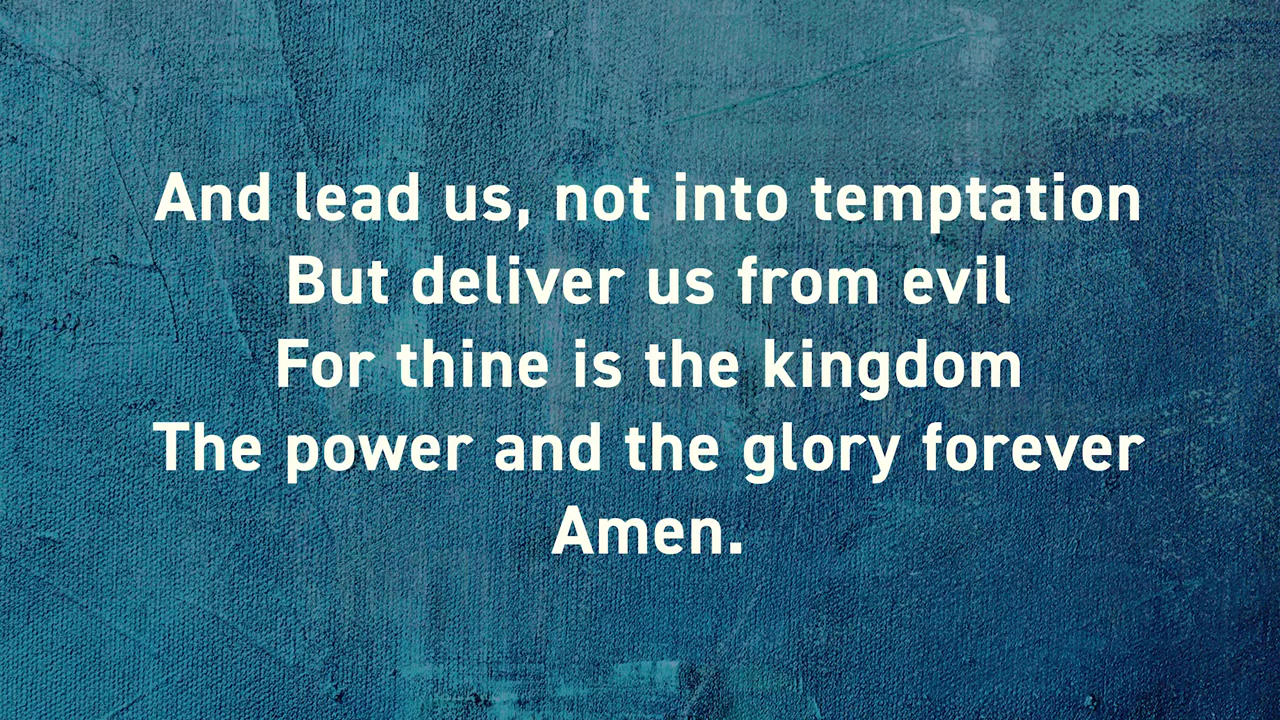 And lead us, not into temptation
But deliver us from evil
For thine is the kingdom
The power and the glory forever
Amen.